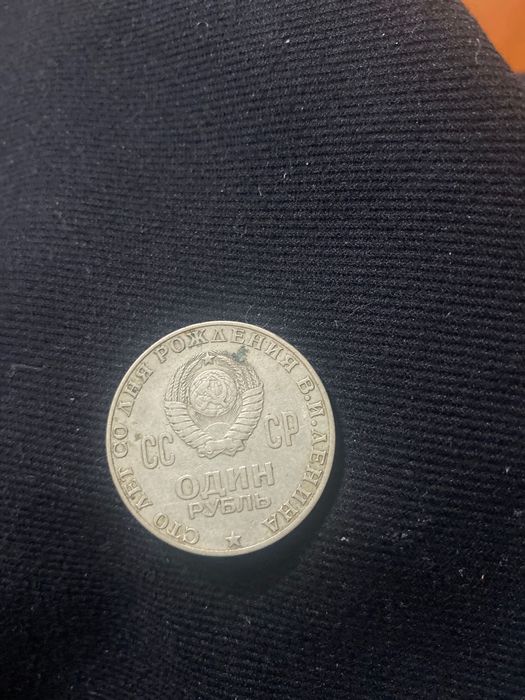 СТО ЛЕТ СО ДНЯ РОЖДЕНИЯ В.И.ЛЕНИНА
СС СР
ОДИН
РУБЛЬ